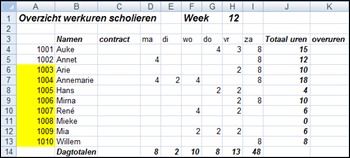 A B C D E F G H I J K
1 Overzicht werkuren scholieren Week 12
2
3 Namen contract ma di wo do vr za Totaal uren overuren
4 1001 Auke 4 3 8 15
5 1002 Annet 4 8 12
6 1003 Arie 2 8 10
7 1004 Annemarie 4 2 4 8 18
8 1005 Hans 2 2 4
9 1006 Mirna 2 8 10
10 1007 René 4 2 6
11 1008 Mieke 0
12 1009 Mia 2 2 2 6
13 1010 Willem 8 8
14 Dagtotalen 8 2 10 8 13 48